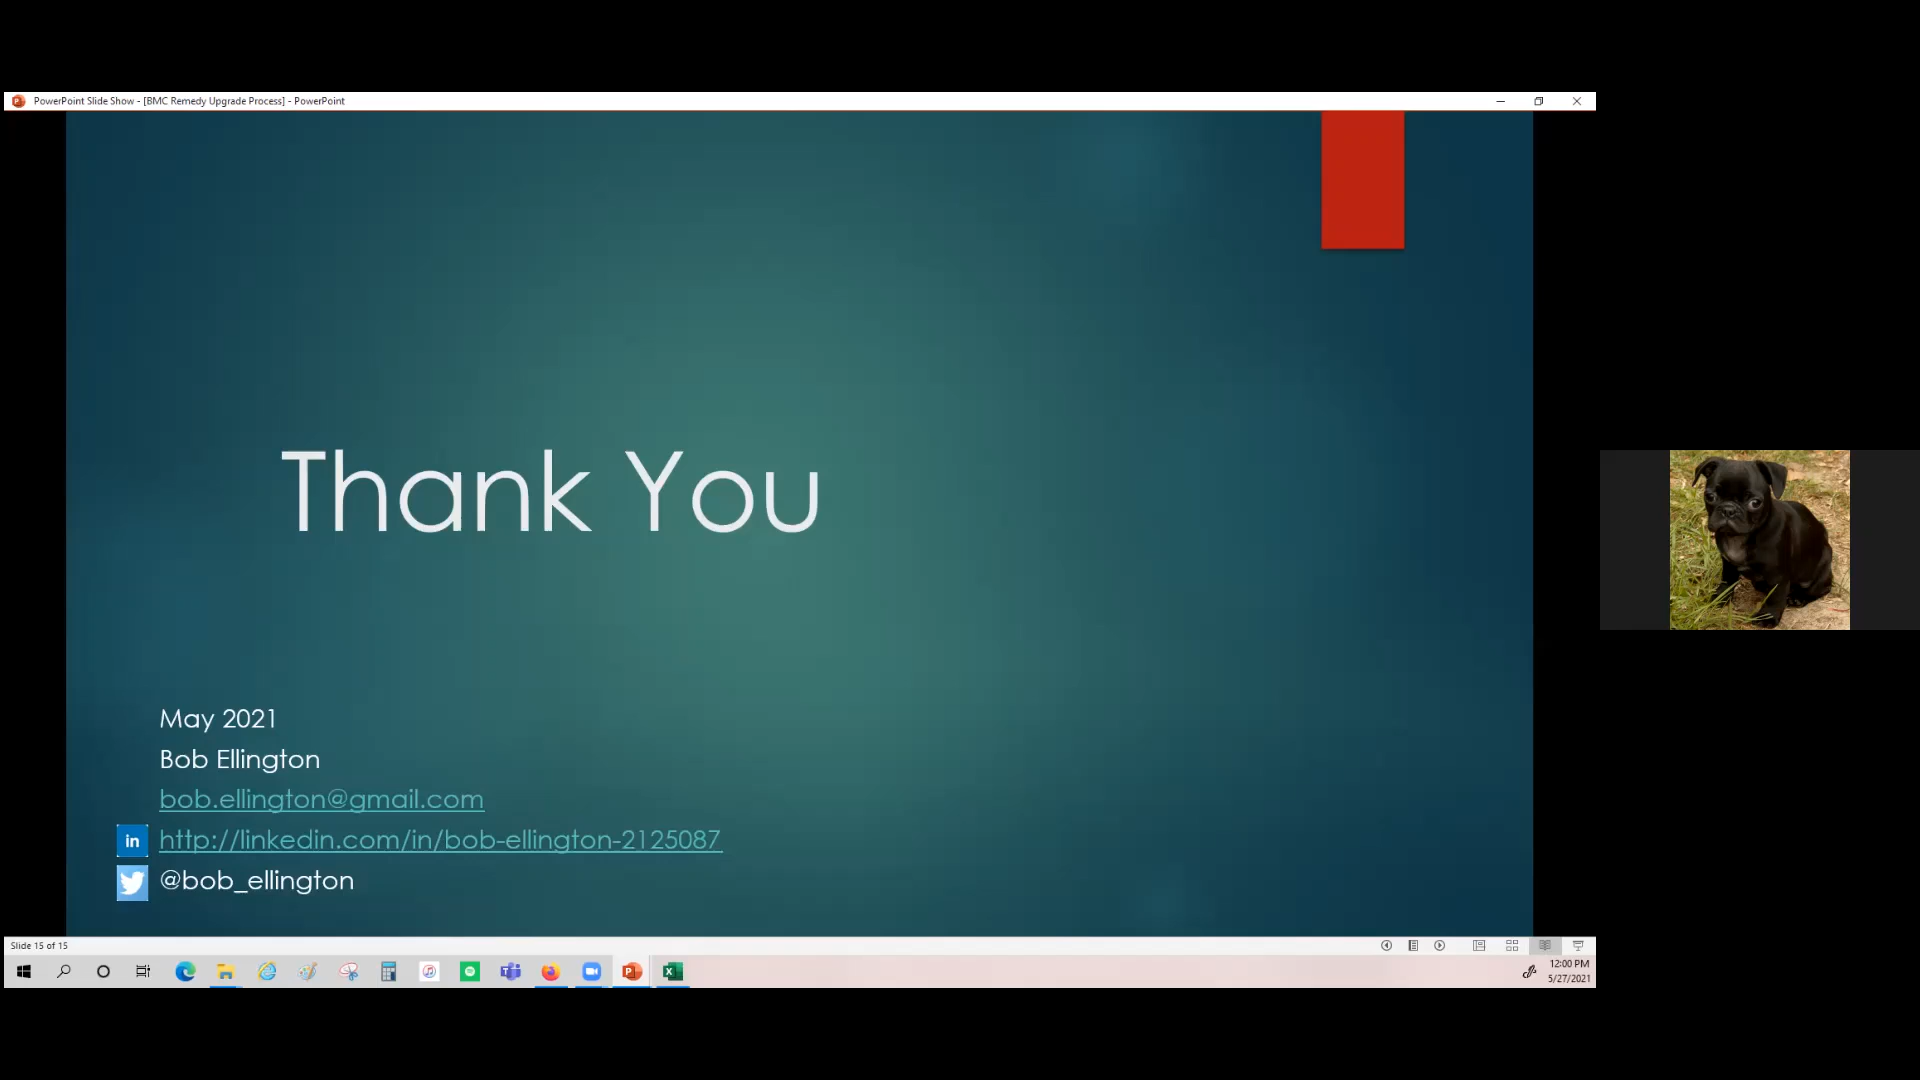 PowerPoint Slide Show - [BMC Remedy Upgrade Process] - PowerPoint
Thank You
May 2021
Bob Ellington
bob.ellington@gmail.com
in http://linkedin.com/in/bob-ellington-2125087
@bob_ellington
Slide 15 of 15
12:00 PM
5/27/2021